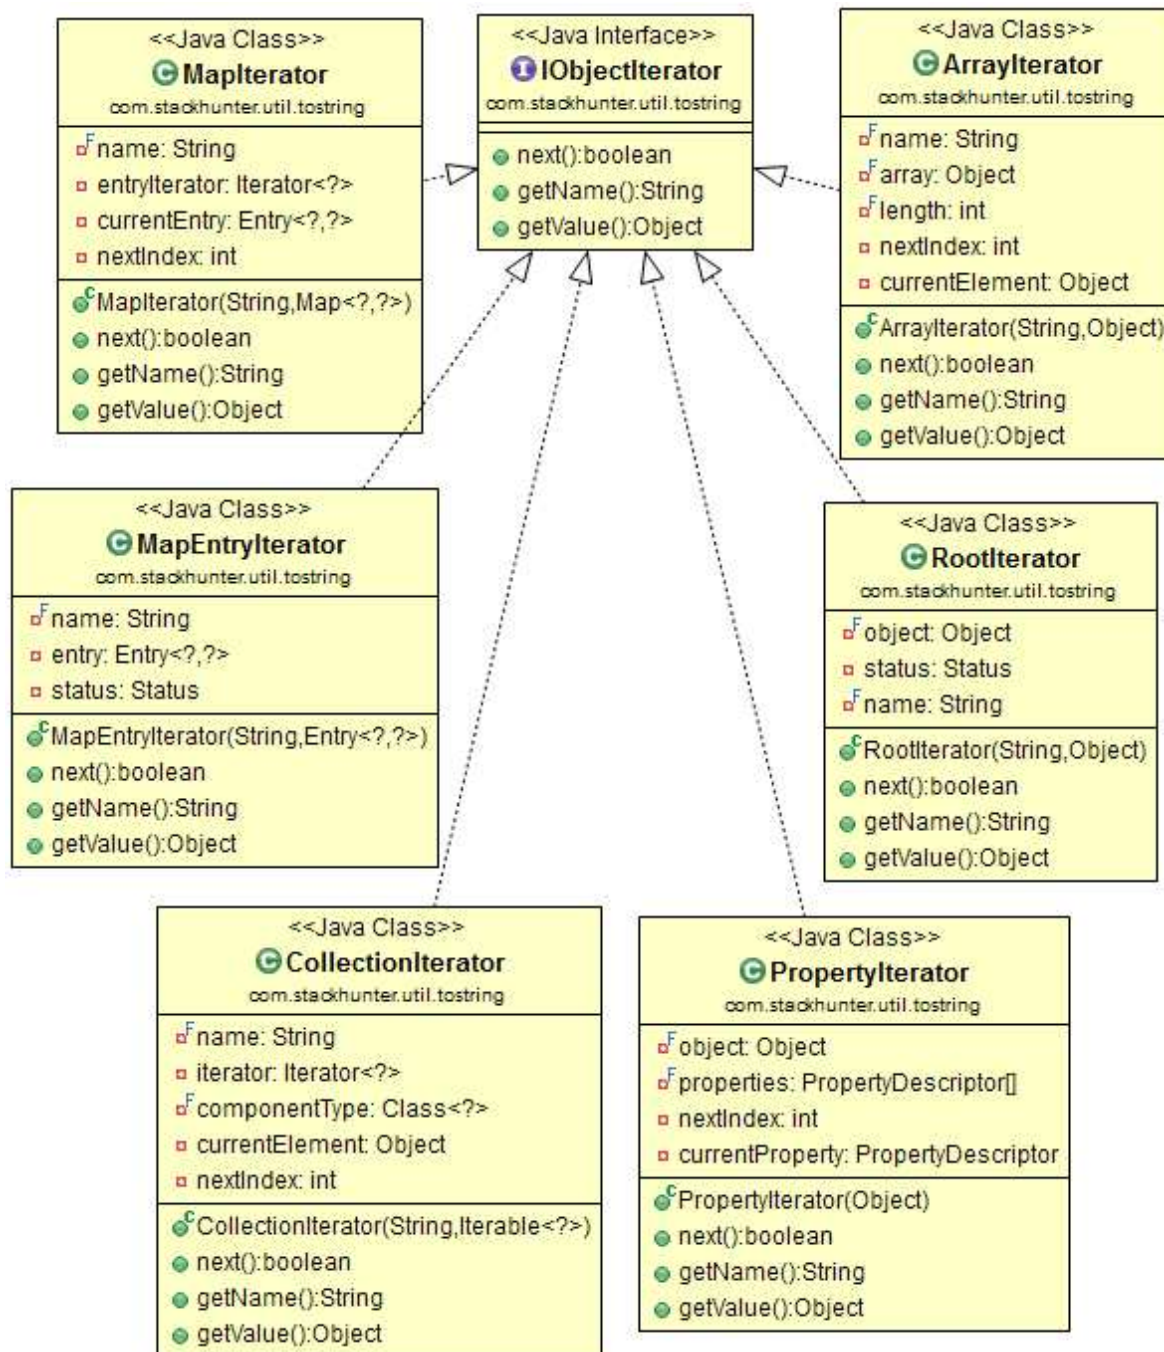 <<Java Class>>
MapIterator
com.stackhunter.util.tostring
name: String
entryIterator: Iterator<?>
currentEntry: Entry<?,?>
nextIndex: int
MapIterator(String,Map<?,?>)
next():boolean
getName():String
getValue():Object
<<Java Interface>>
IObjectIterator
com.stackhunter.util.tostring
next():boolean
getName():String
getValue():Object
<<Java Class>>
ArrayIterator
com.stackhunter.util.tostring
name: String
array: Object
length: int
nextIndex: int
currentElement: Object
ArrayIterator(String,Object)
next():boolean
getName():String
getValue():Object
<<Java Class>>
MapEntryIterator
com.stackhunter.util.tostring
name: String
entry: Entry<?,?>
status: Status
MapEntryIterator(String,Entry<?,?>)
next():boolean
getName():String
getValue():Object
<<Java Class>>
RootIterator
com.stackhunter.util.tostring
object: Object
status: Status
name: String
RootIterator(String,Object)
next():boolean
getName():String
getValue():Object
<<Java Class>>
CollectionIterator
com.stackhunter.util.tostring
name: String
iterator: Iterator<?>
componentType: Class<?>
currentElement: Object
nextIndex: int
CollectionIterator(String,Iterable<?>)
next():boolean
getName():String
getValue():Object
<<Java Class>>
PropertyIterator
com.stackhunter.util.tostring
object: Object
properties: PropertyDescriptor[]
nextIndex: int
currentProperty: PropertyDescriptor
PropertyIterator(Object)
next():boolean
getName():String
getValue():Object